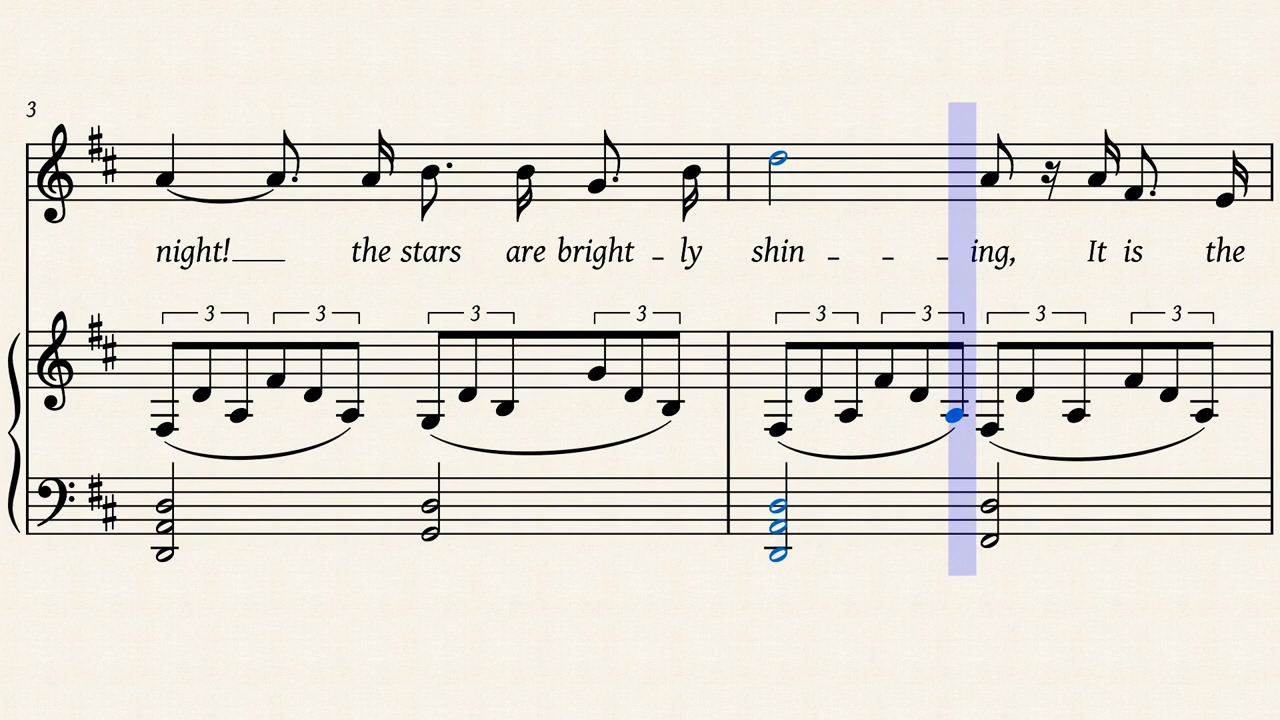 3
night! the stars are bright - ly shin - - - ing, It is the
3 3 3 3 3 3 3 3